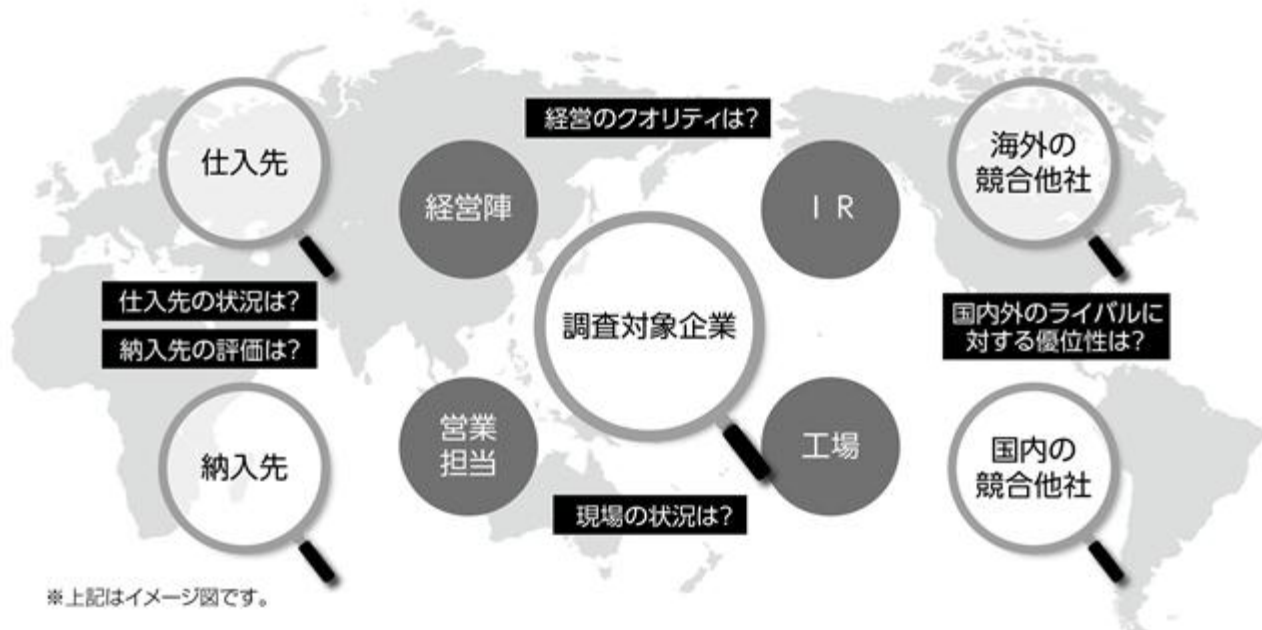 経営のクオリティは?
仕入先
経営陣
ＩＲ
海外の
競合他社
調査対象企業
仕入先の状況は?
納入先の評価は?
国内外のライバルに
対する優位性は?
納入先
営業
担当
工場
国内の
競合他社
現場の状況は?
※上記はイメージ図です。